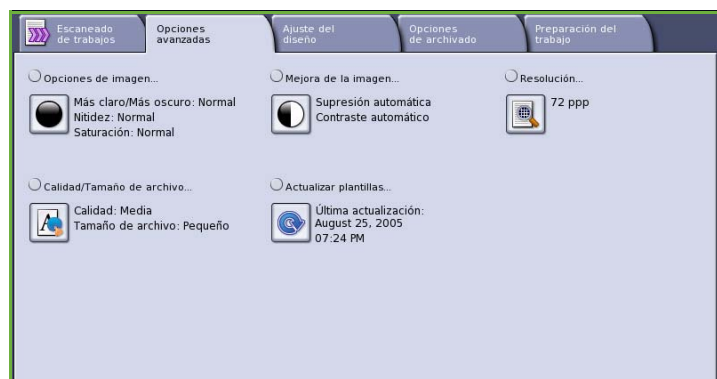 Escaneado
de trabajos
Opciones
avanzadas
Ajuste del
diseño
Opciones
de archivado
Preparación del
trabajo
Opciones de imagen...
Más claro/Más oscuro: Normal
Nitidez: Normal
Saturación: Normal
Mejora de la imagen...
Supresión automática
Contraste automático
Resolución...
72 ppp
Calidad/Tamaño de archivo...
Calidad: Media
Tamaño de archivo: Pequeño
Actualizar plantillas...
Última actualización:
August 25, 2005
07:24 PM